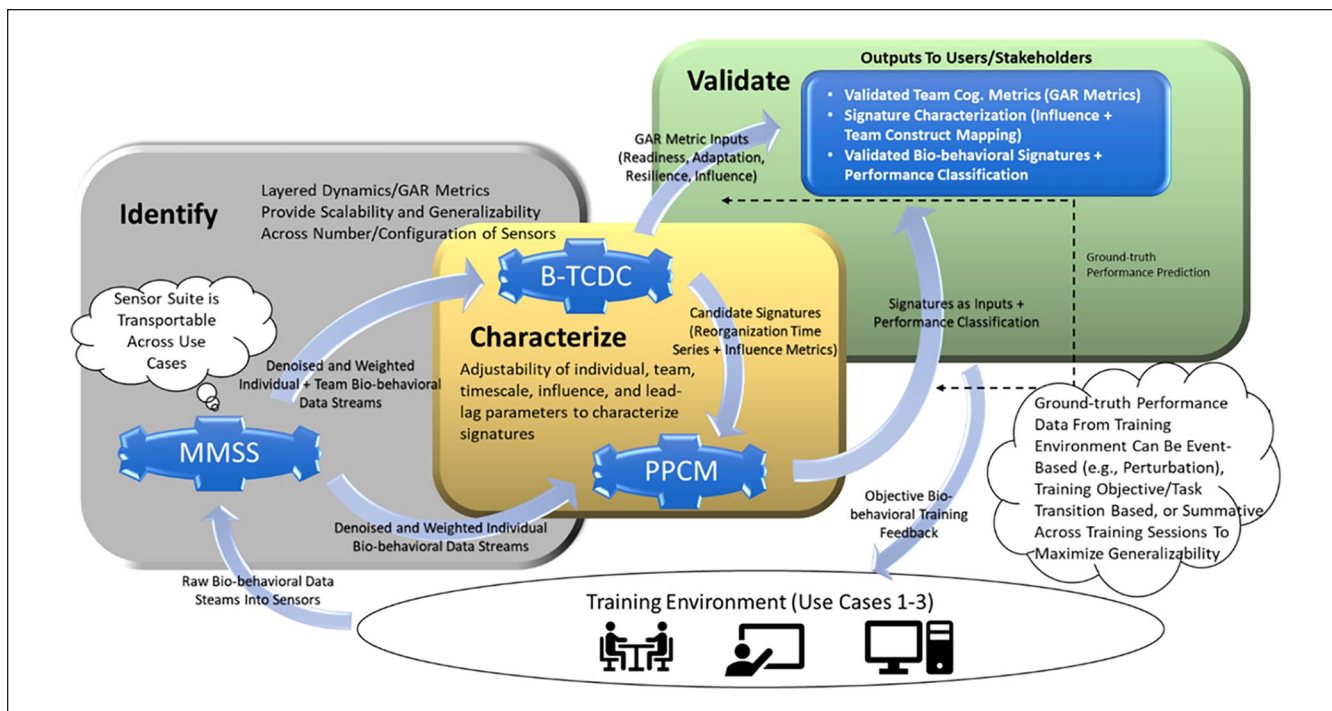 Outputs To Users/Stakeholders
Validate
• Validated Team Cog. Metrics (GAR Metrics)
• Signature Characterization (Influence +
Team Construct Mapping)
• Validated Bio-behavioral Signatures +
Performance Classification
GAR Metric Inputs
(Readiness, Adaptation,
Resilience, Influence)
Identify
Layered Dynamics/GAR Metrics
Provide Scalability and Generalizability
Across Number/Configuration of Sensors
Ground-truth
Performance Prediction
B-TCDC
Sensor Suite is
Transportable
Across Use
Cases
Signatures as Inputs +
Performance Classification
Candidate Signatures
(Reorganization Time
Series + Influence Metrics)
Characterize
Adjustability of individual, team,
timescale, influence, and lead-
lag parameters to characterize
signatures
Denoised and Weighted
Individual + Team Bio-behavioral
Data Streams
MMSS
PPCM
Ground-truth Performance
Data From Training
Environment Can Be Event-
Based (e.g., Perturbation),
Training Objective/Task
Transition Based, or Summative
Across Training Sessions To
Maximize Generalizability
Objective Bio-
behavioral Training
Feedback
Denoised and Weighted Individual
Bio-behavioral Data Streams
Raw Bio-behavioral Data
Steams Into Sensors
Training Environment (Use Cases 1-3)